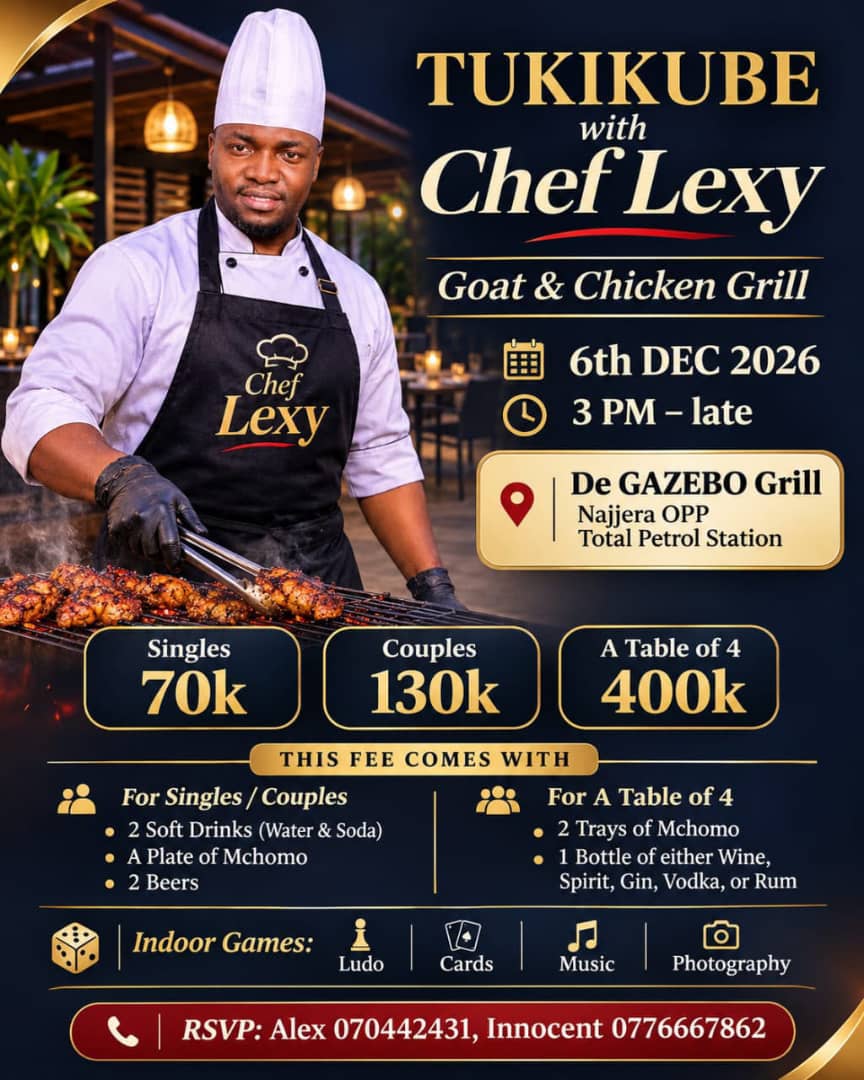 TUKIKUBE
with
Chef Lexy
Goat & Chicken Grill
6th DEC 2026
3 PM – late
De GAZEBO Grill
Najjera OPP
Total Petrol Station
Chef
Lexy
Singles
70k
Couples
130k
A Table of 4
400k
THIS FEE COMES WITH
For Singles / Couples
• 2 Soft Drinks (Water & Soda)
• A Plate of Mchomo
• 2 Beers
For A Table of 4
• 2 Trays of Mchomo
• 1 Bottle of either Wine,
Spirit, Gin, Vodka, or Rum
Indoor Games:
Ludo
Cards
Music
Photography
RSVP: Alex 070442431, Innocent 0776667862